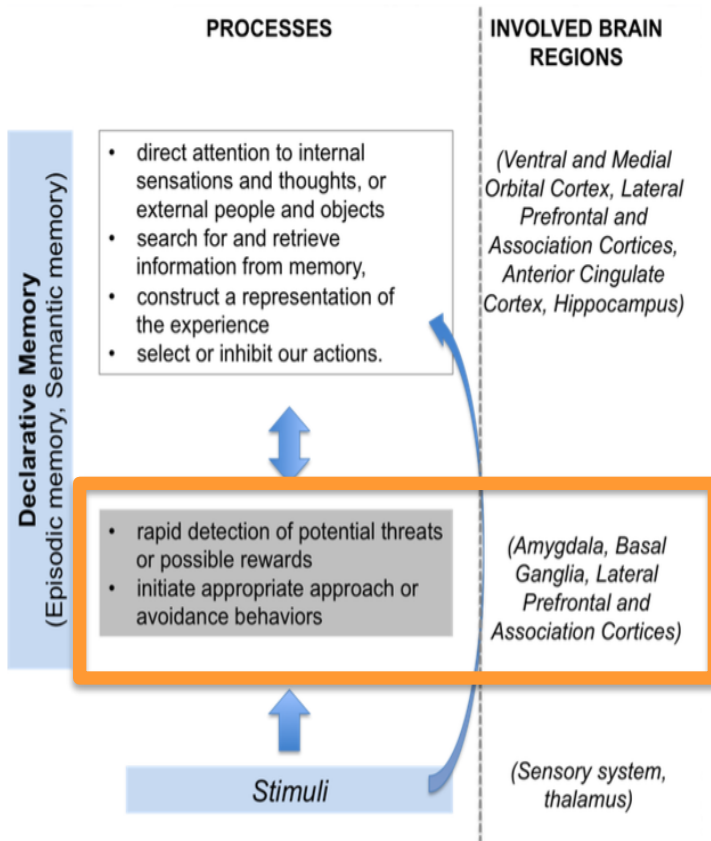 PROCESSES
INVOLVED BRAIN
REGIONS
Declarative Memory
(Episodic memory, Semantic memory)
• direct attention to internal
sensations and thoughts, or
external people and objects
• search for and retrieve
information from memory,
• construct a representation of
the experience
• select or inhibit our actions.
(Ventral and Medial
Orbital Cortex, Lateral
Prefrontal and
Association Cortices,
Anterior Cingulate
Cortex, Hippocampus)
• rapid detection of potential threats
or possible rewards
• initiate appropriate approach or
avoidance behaviors
(Amygdala, Basal
Ganglia, Lateral
Prefrontal and
Association Cortices)
Stimuli
(Sensory system,
thalamus)